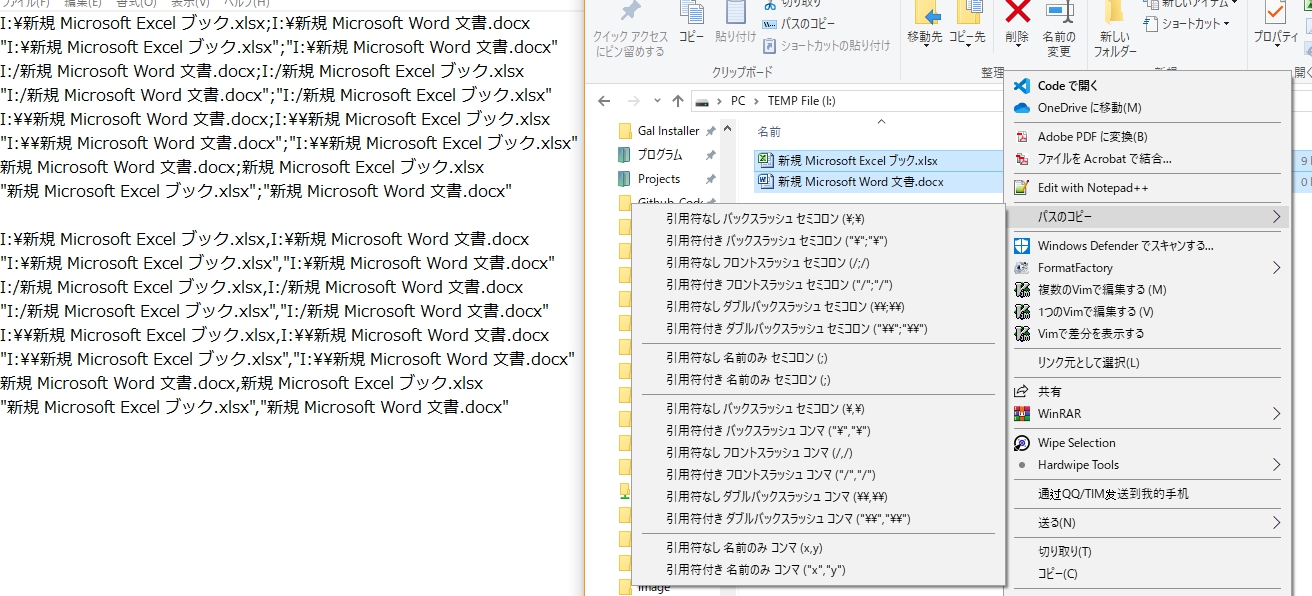 ファイル(F) 編集(E) 書式(O) 表示(V) ヘルプ(H)
I:¥新規 Microsoft Excel ブック.xlsx;I:¥新規 Microsoft Word 文書.docx
"I:¥新規 Microsoft Excel ブック.xlsx";"I:¥新規 Microsoft Word 文書.docx"
I:/新規 Microsoft Word 文書.docx;I:/新規 Microsoft Excel ブック.xlsx
"I:/新規 Microsoft Word 文書.docx";"I:/新規 Microsoft Excel ブック.xlsx"
I:¥¥新規 Microsoft Word 文書.docx;I:¥¥新規 Microsoft Excel ブック.xlsx
"I:¥¥新規 Microsoft Word 文書.docx";"I:¥¥新規 Microsoft Excel ブック.xlsx"
新規 Microsoft Word 文書.docx;新規 Microsoft Excel ブック.xlsx
"新規 Microsoft Excel ブック.xlsx";"新規 Microsoft Word 文書.docx"
I:¥新規 Microsoft Excel ブック.xlsx,I:¥新規 Microsoft Word 文書.docx
"I:¥新規 Microsoft Excel ブック.xlsx","I:¥新規 Microsoft Word 文書.docx"
I:/新規 Microsoft Excel ブック.xlsx,I:/新規 Microsoft Word 文書.docx
"I:/新規 Microsoft Excel ブック.xlsx","I:/新規 Microsoft Word 文書.docx"
I:¥¥新規 Microsoft Excel ブック.xlsx,I:¥¥新規 Microsoft Word 文書.docx
"I:¥¥新規 Microsoft Excel ブック.xlsx","I:¥¥新規 Microsoft Word 文書.docx"
新規 Microsoft Word 文書.docx,新規 Microsoft Excel ブック.xlsx
"新規 Microsoft Excel ブック.xlsx","新規 Microsoft Word 文書.docx"
クイック アクセス
にピン留めする
コピー
貼り付け
切り取り
パスのコピー
ショートカットの貼り付け
クリップボード
移動先
コピー先
削除
名前の
変更
整理
新しい
フォルダー
新しいアイテム
ショートカット
新規
プロパティ
開く
PC
TEMP File (I:)
Gal Installer
プログラム
Projects
Github Code
image
名前
新規 Microsoft Excel ブック.xlsx
新規 Microsoft Word 文書.docx
引用符なし バックスラッシュ セミコロン (¥;¥)
引用符付き バックスラッシュ セミコロン ("¥";"¥")
引用符なし フロントスラッシュ セミコロン (/;/)
引用符付き フロントスラッシュ セミコロン ("/";"/")
引用符なし ダブルバックスラッシュ セミコロン (¥¥;¥¥)
引用符付き ダブルバックスラッシュ セミコロン ("¥¥";"¥¥")
引用符なし 名前のみ セミコロン (;)
引用符付き 名前のみ セミコロン (;)
引用符なし バックスラッシュ セミコロン (¥,¥)
引用符付き バックスラッシュ コンマ ("¥","¥")
引用符なし フロントスラッシュ コンマ (/,/)
引用符付き フロントスラッシュ コンマ ("/","/")
引用符なし ダブルバックスラッシュ コンマ (¥¥,¥¥)
引用符付き ダブルバックスラッシュ コンマ ("¥¥","¥¥")
引用符なし 名前のみ コンマ (x,y)
引用符付き 名前のみ コンマ ("x","y")
Code で開く
OneDrive に移動(M)
Adobe PDF に変換(B)
ファイルを Acrobat で結合...
Edit with Notepad++
パスのコピー
Windows Defender でスキャンする...
FormatFactory
複数のVimで編集する (M)
1つのVimで編集する (V)
Vimで差分を表示する
リンク元として選択(L)
共有
WinRAR
Wipe Selection
Hardwipe Tools
通过QQ/TIM发送到我的手机
送る(N)
切り取り(T)
コピー(C)